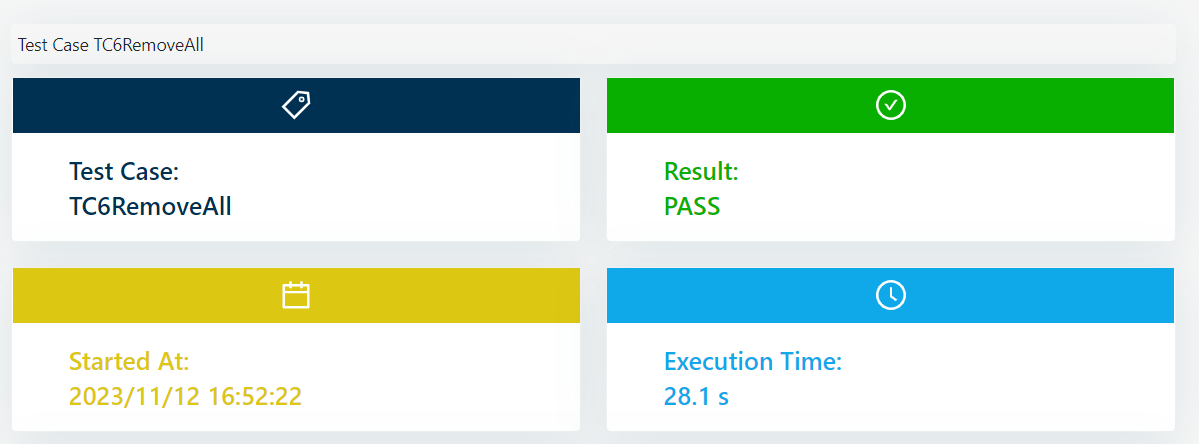 Test Case TC6RemoveAll
Test Case:
TC6RemoveAll
Result:
PASS
Started At:
2023/11/12 16:52:22
Execution Time:
28.1 s